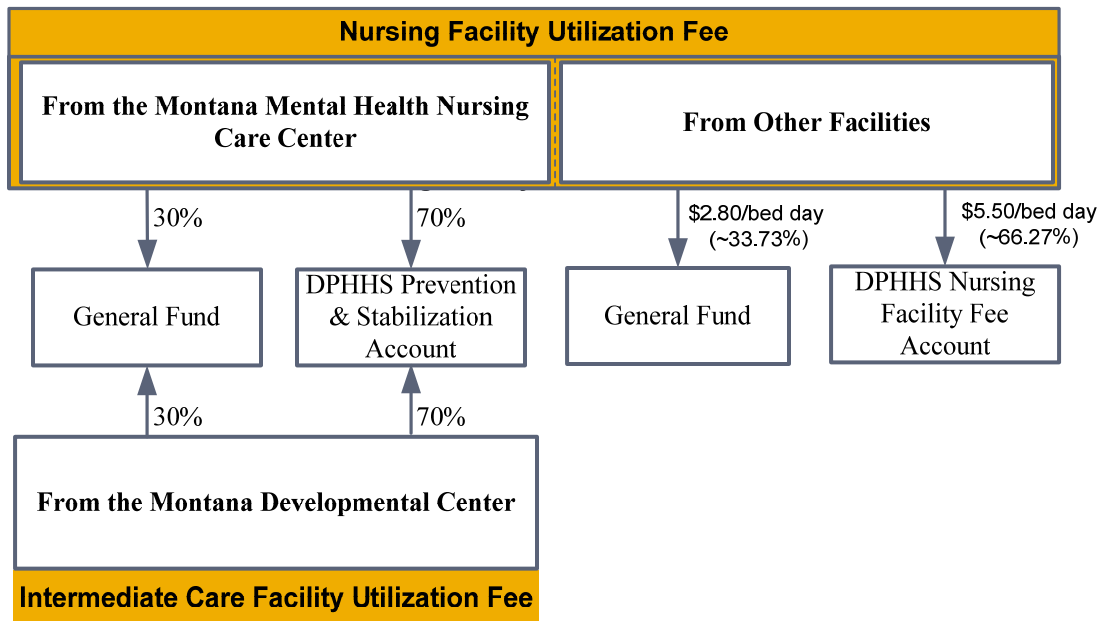 Nursing Facility Utilization Fee
From the Montana Mental Health Nursing
Care Center
From Other Facilities
30%
70%
$2.80/bed day
(~33.73%)
$5.50/bed day
(~66.27%)
General Fund
DPHHS Prevention
& Stabilization
Account
General Fund
DPHHS Nursing
Facility Fee
Account
30%
70%
From the Montana Developmental Center
Intermediate Care Facility Utilization Fee